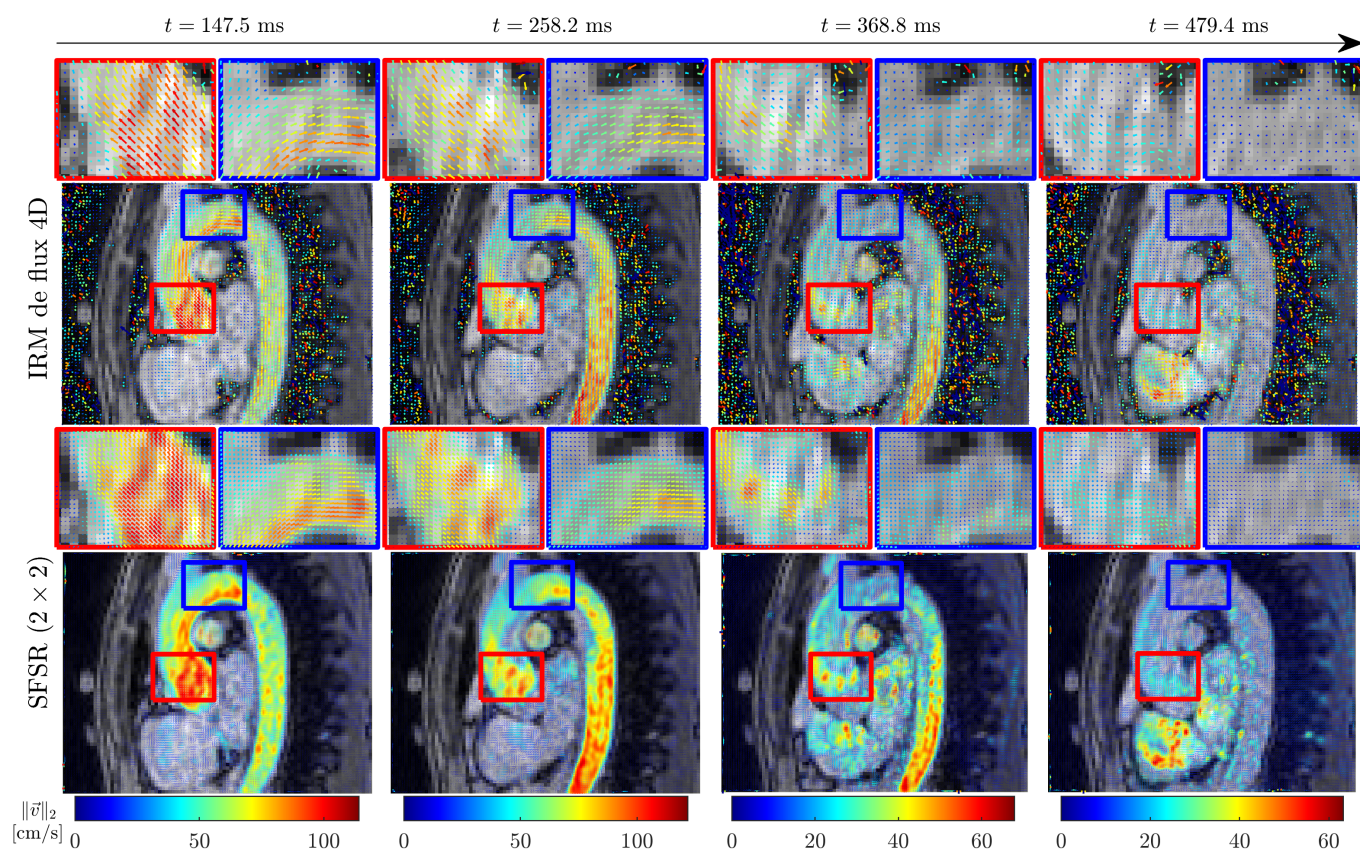 t = 147.5 ms
t = 258.2 ms
t = 368.8 ms
t = 479.4 ms
IRM de flux 4D
SFSR (2 × 2)
‖v⃗‖₂
[cm/s]
0 50 100
0 50 100
0 20 40 60
0 20 40 60